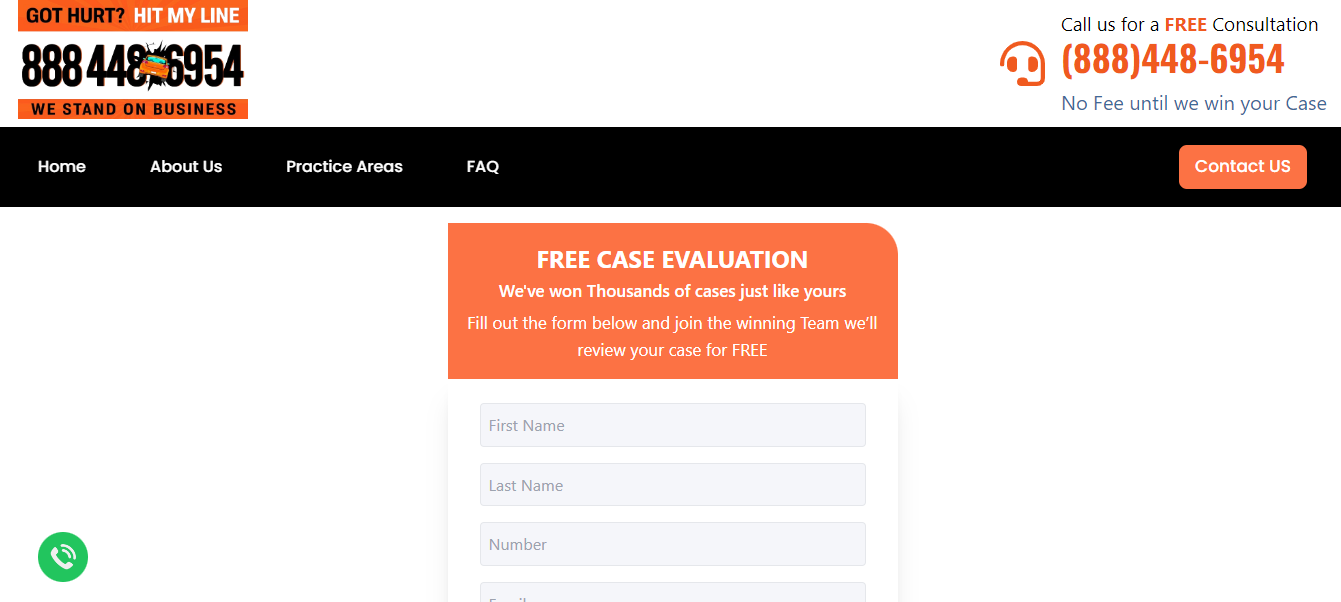 GOT HURT? HIT MY LINE
888 448-6954
WE STAND ON BUSINESS
Call us for a FREE Consultation
(888)448-6954
No Fee until we win your Case
Home
About Us
Practice Areas
FAQ
Contact US
FREE CASE EVALUATION
We've won Thousands of cases just like yours
Fill out the form below and join the winning Team we'll
review your case for FREE
First Name
Last Name
Number